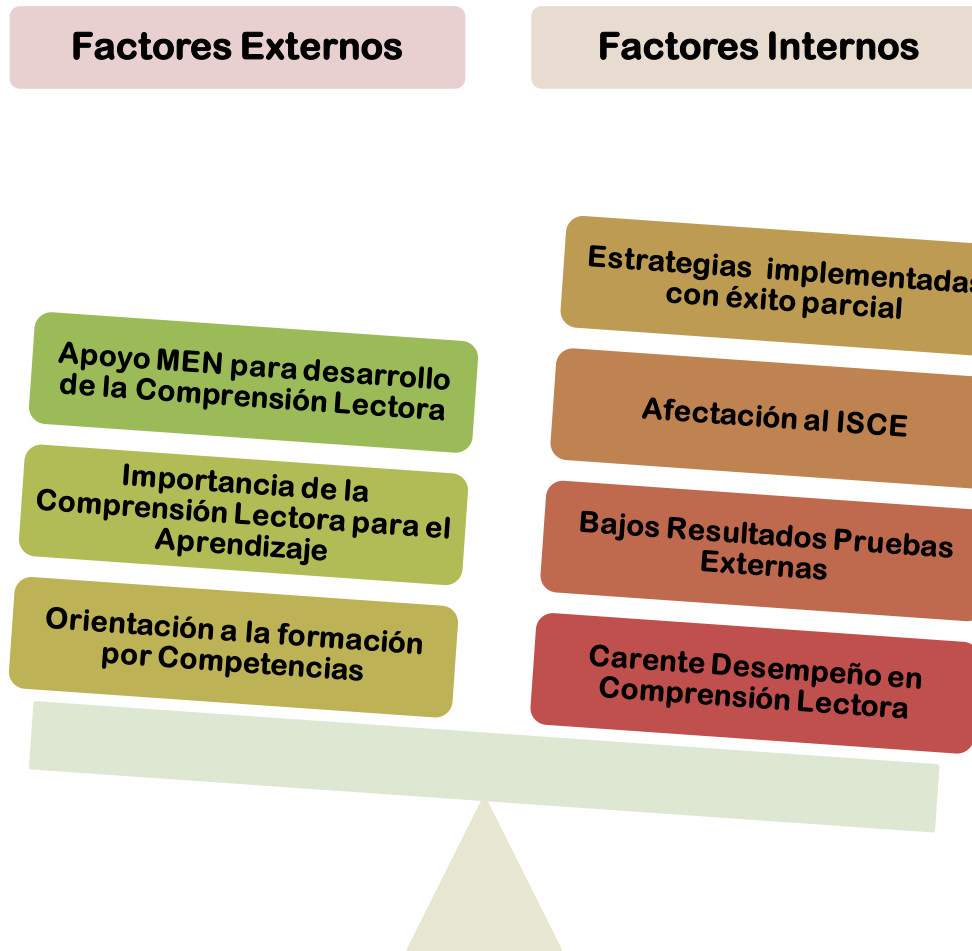 Factores Externos
Factores Internos
Apoyo MEN para desarrollo
de la Comprensión Lectora
Importancia de la
Comprensión Lectora para el
Aprendizaje
Orientación a la formación
por Competencias
Estrategias implementadas
con éxito parcial
Afectación al ISCE
Bajos Resultados Pruebas
Externas
Carente Desempeño en
Comprensión Lectora